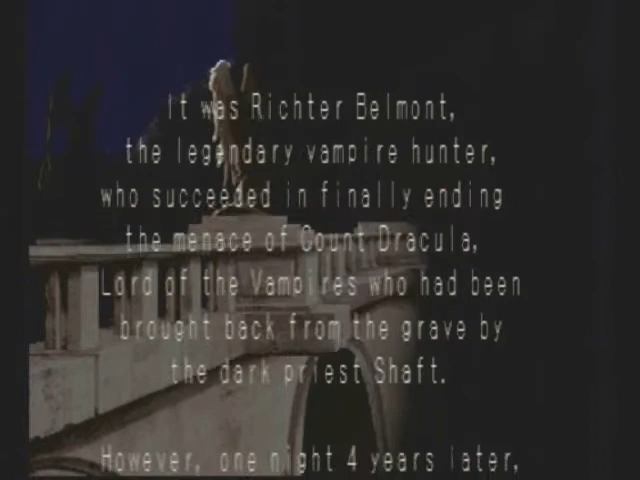 It was Richter Belmont,
the legendary vampire hunter,
who succeeded in finally ending
the menace of Count Dracula,
Lord of the Vampires who had been
brought back from the grave by
the dark priest Shaft.
However, one night 4 years later,